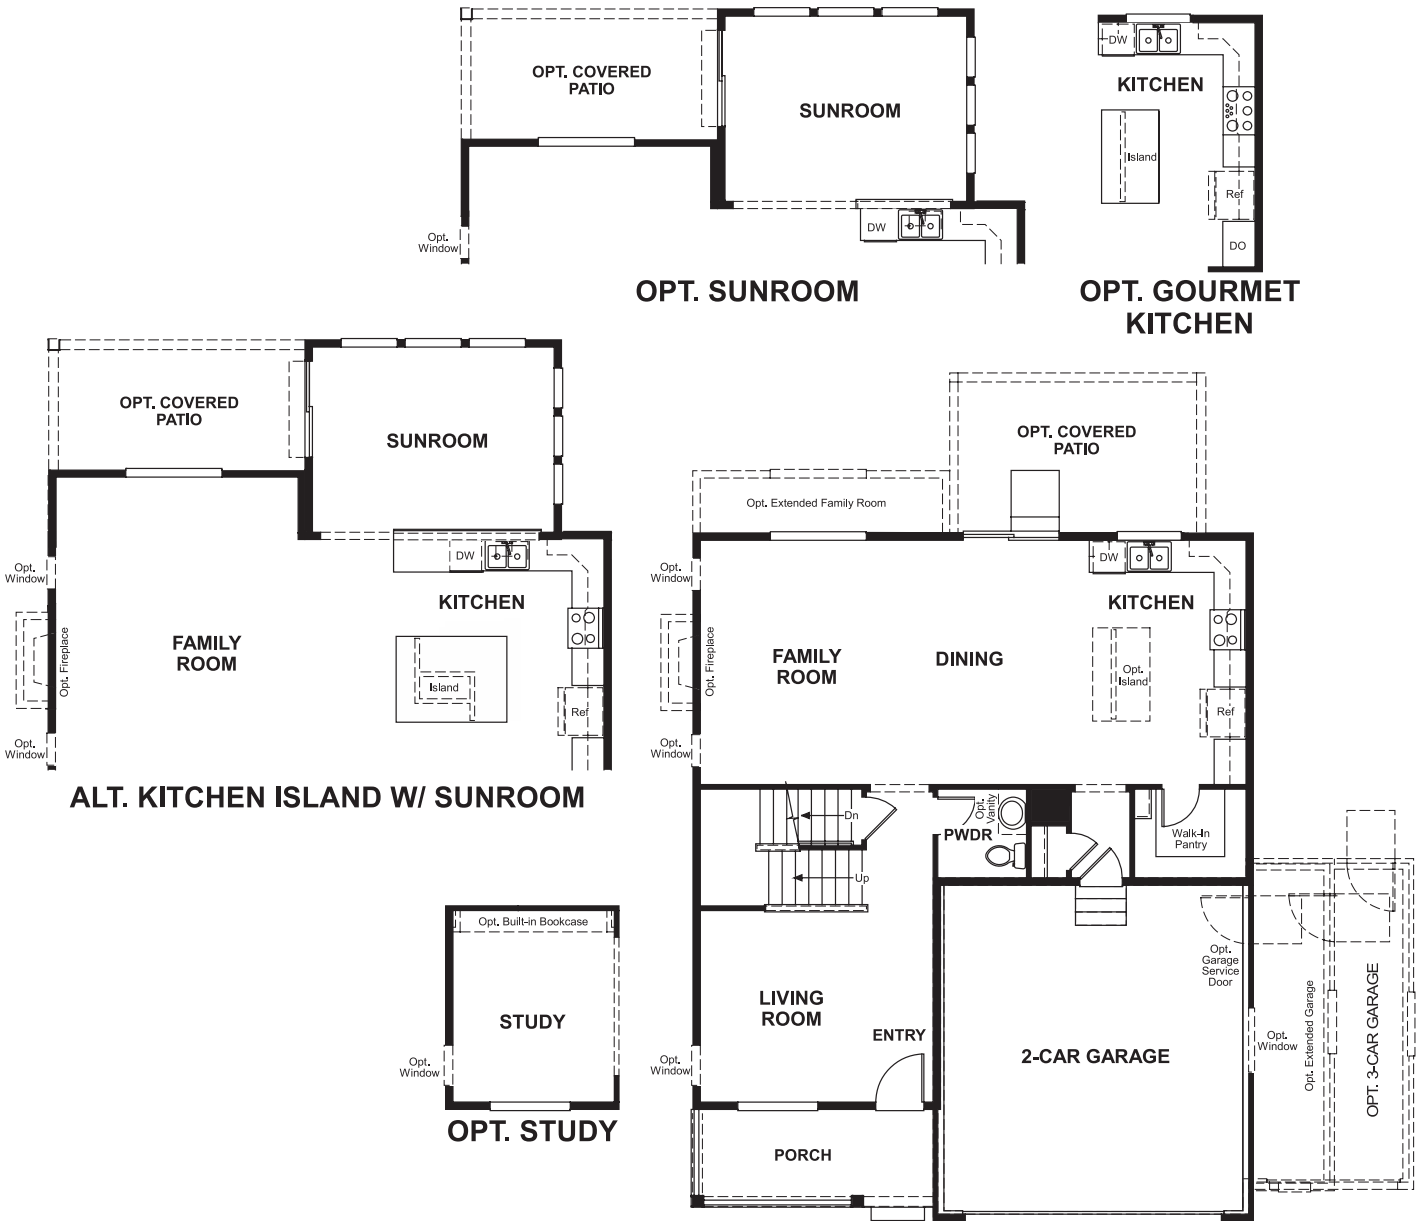 OPT. COVERED
PATIO
SUNROOM
Opt.
Window
DW
OPT. SUNROOM
DW
KITCHEN
Island
Ref
DO
OPT. GOURMET
KITCHEN
OPT. COVERED
PATIO
SUNROOM
Opt.
Window
DW
KITCHEN
Opt. Fireplace
FAMILY
ROOM
Island
Ref
Opt.
Window
ALT. KITCHEN ISLAND W/ SUNROOM
OPT. COVERED
PATIO
Opt. Extended Family Room
Opt.
Window
DW
KITCHEN
Opt. Fireplace
FAMILY
ROOM
DINING
Opt.
Island
Ref
Opt.
Window
Dn
Up
Opt.
Vanity
PWDR
Walk-In
Pantry
Opt. Built-in Bookcase
STUDY
Opt.
Window
OPT. STUDY
LIVING
ROOM
ENTRY
Opt.
Window
2-CAR GARAGE
Opt.
Garage
Service
Door
Opt.
Window
Opt. Extended Garage
OPT. 3-CAR GARAGE
PORCH